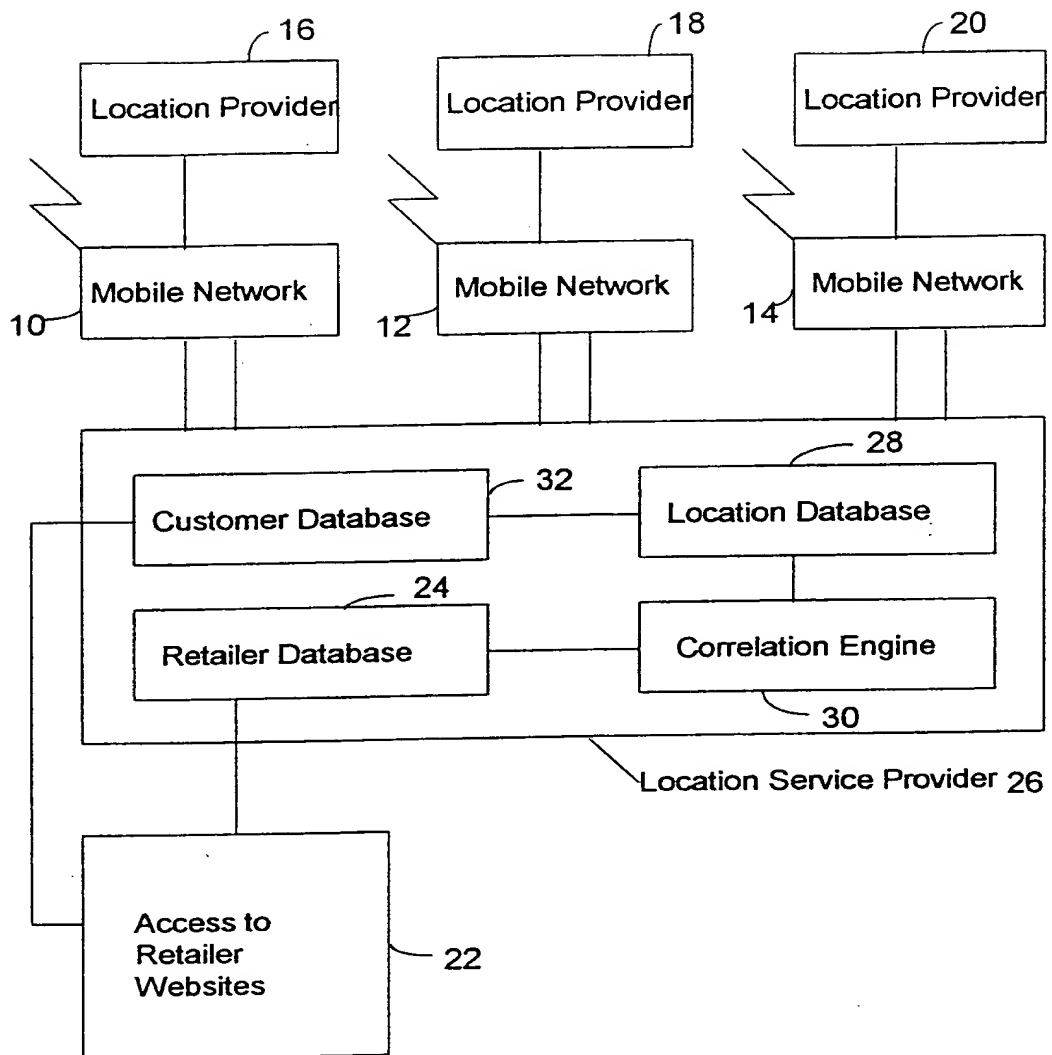 16
18
20
Location Provider
Location Provider
Location Provider
Mobile Network
Mobile Network
Mobile Network
10
12
14
28
32
Customer Database
Location Database
24
Retailer Database
Correlation Engine
30
Location Service Provider 26
Access to
Retailer
Websites
22